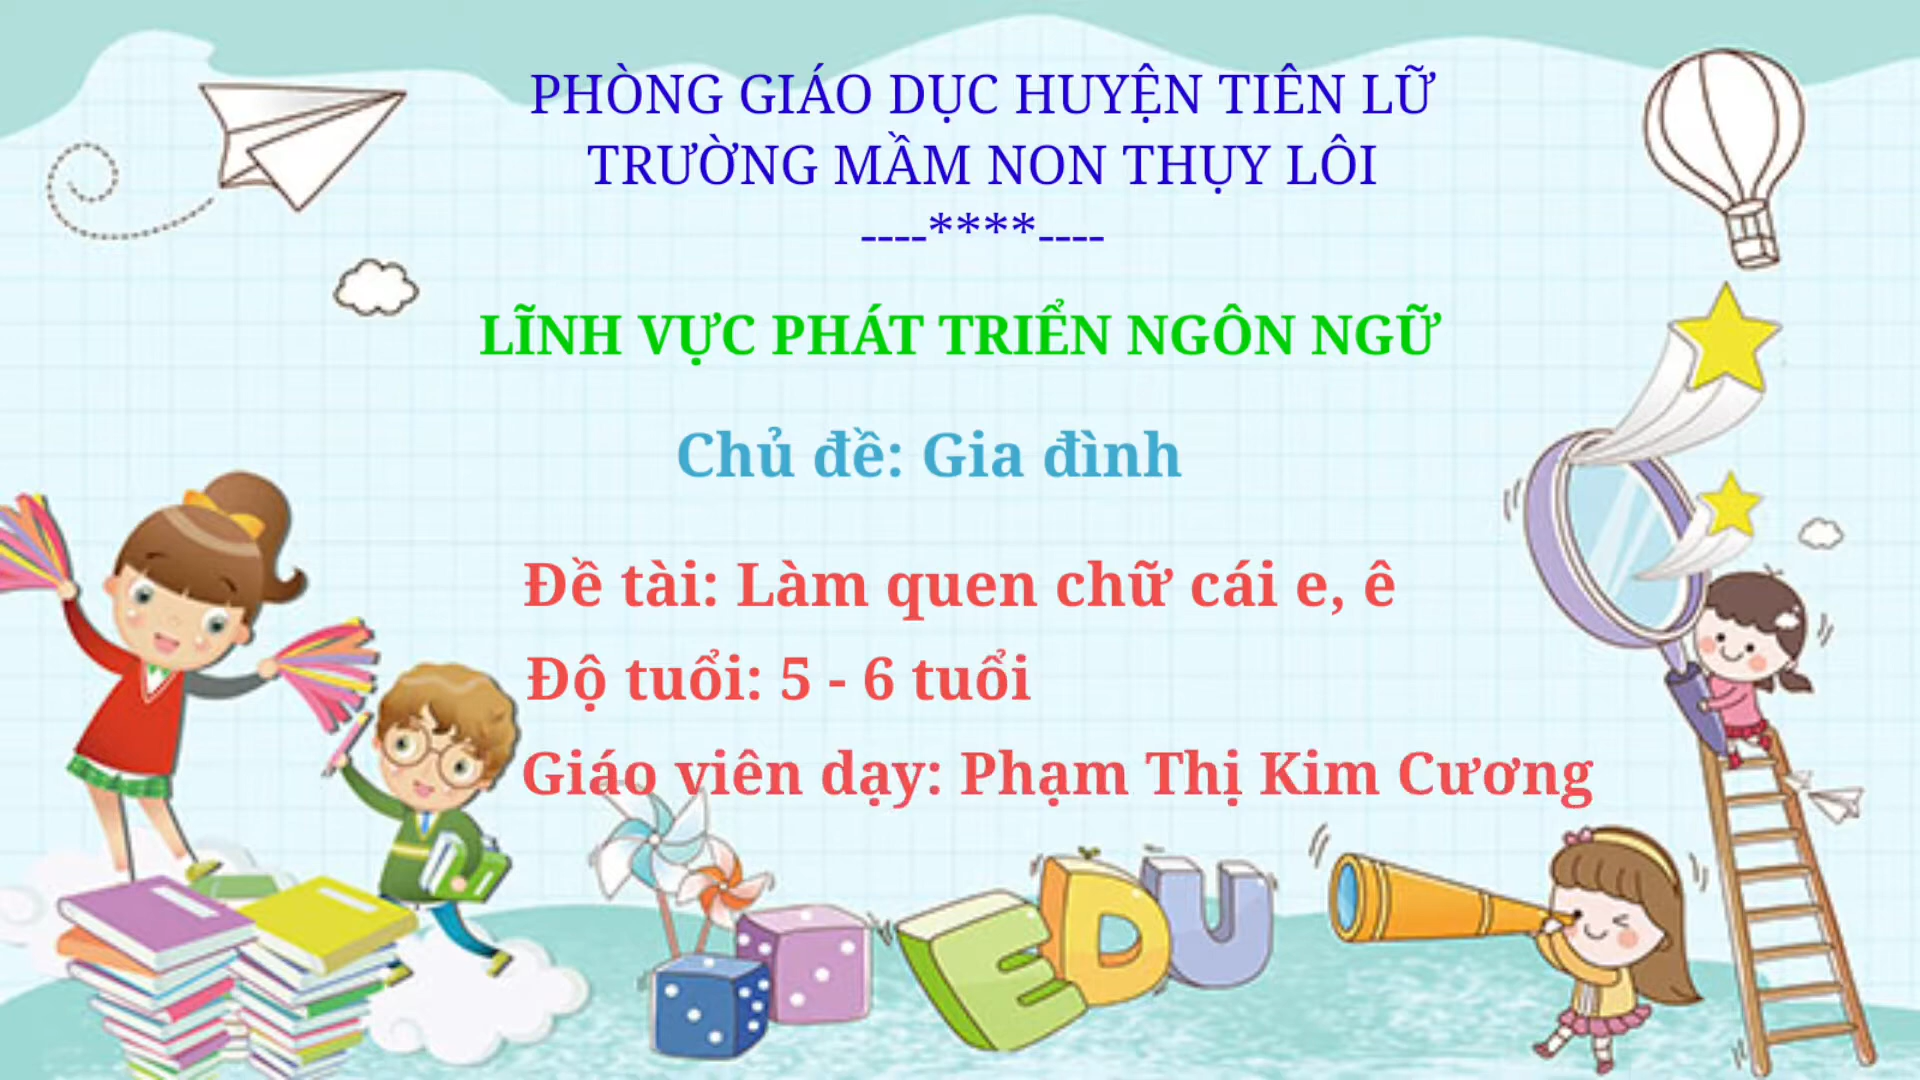 PHÒNG GIÁO DỤC HUYỆN TIÊN LỮ
TRƯỜNG MẦM NON THỤY LÔI
----****----
LĨNH VỰC PHÁT TRIỂN NGÔN NGỮ
Chủ đề: Gia đình
Đề tài: Làm quen chữ cái e, ê
Độ tuổi: 5 - 6 tuổi
Giáo viên dạy: Phạm Thị Kim Cương
EDU